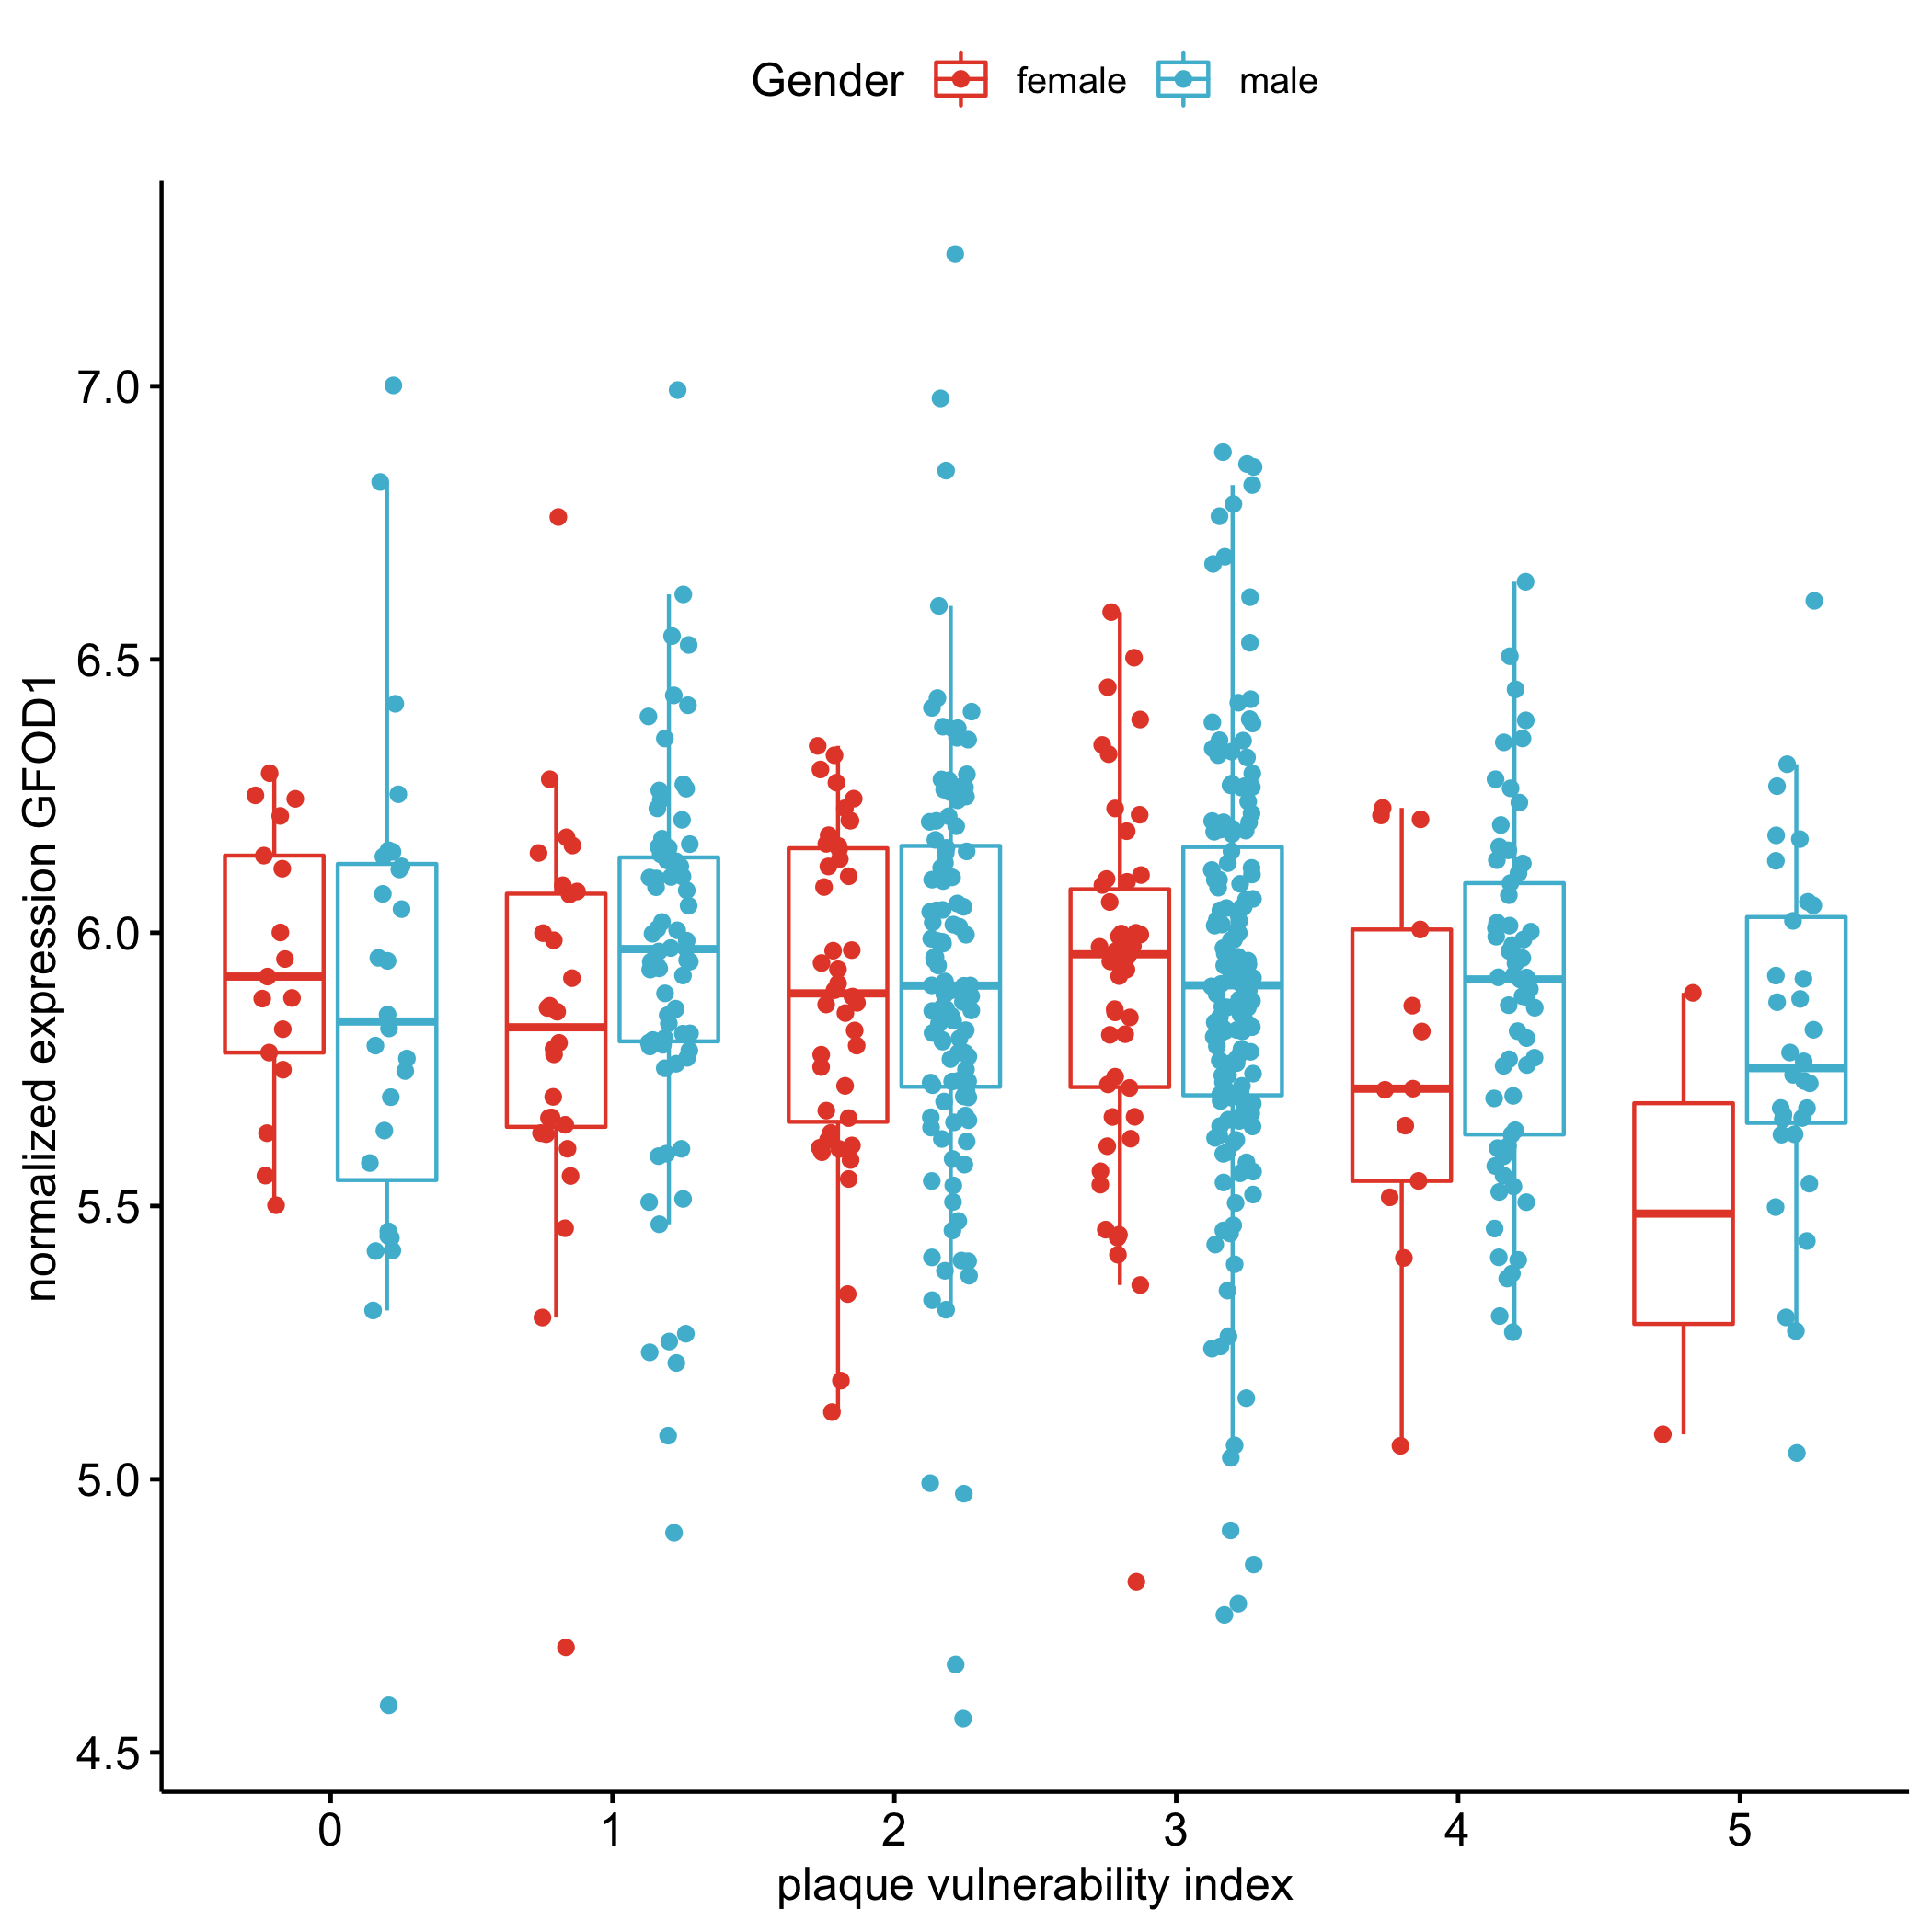 Gender female male
7.0
6.5
6.0
5.5
5.0
4.5
normalized expression GFOD1
0 1 2 3 4 5
plaque vulnerability index